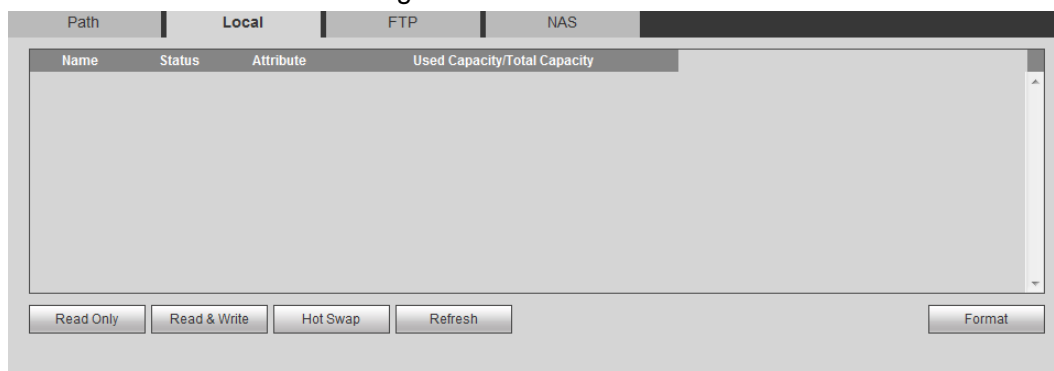 Path Local FTP NAS
Name Status Attribute Used Capacity/Total Capacity
Read Only Read & Write Hot Swap Refresh Format